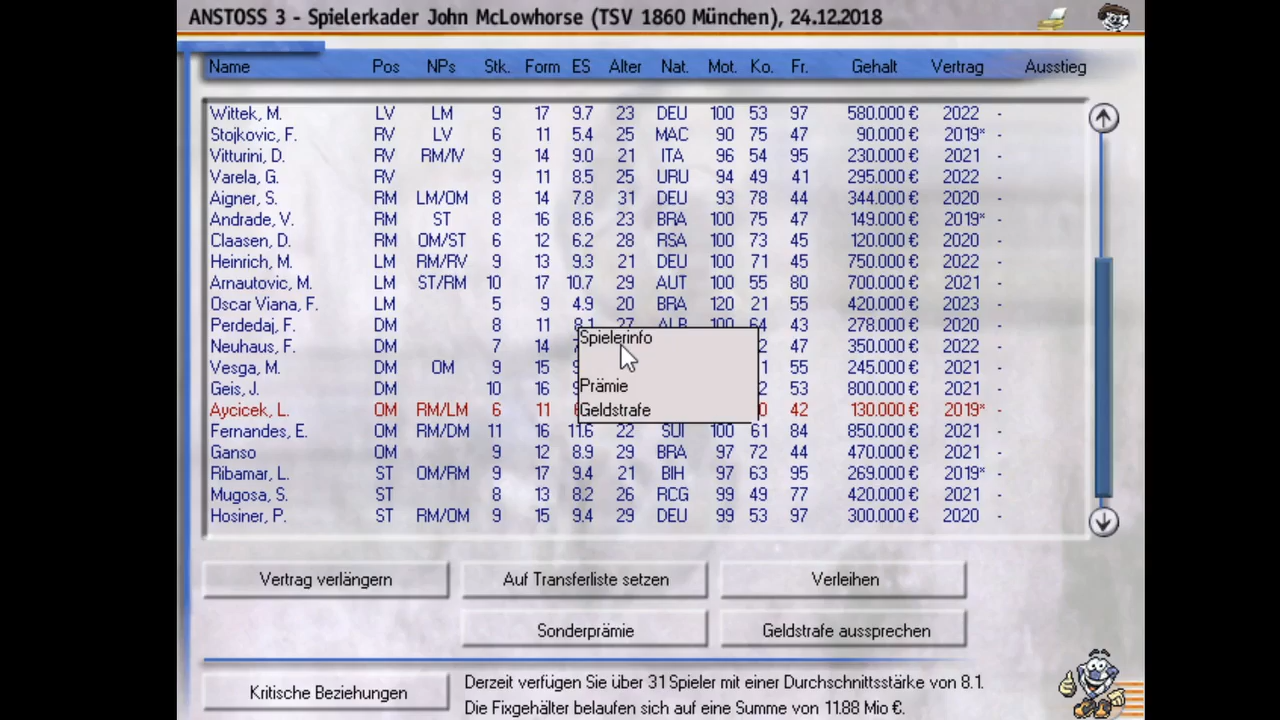 ANSTOSS 3 - Spielerkader John McLowhorse (TSV 1860 München), 24.12.2018
Name Pos NPs Stk. Form ES Alter Nat. Mot. Ko. Fr. Gehalt Vertrag Ausstieg
Wittek, M. LV LM 9 17 9.7 23 DEU 100 53 97 580.000 € 2022 -
Stojkovic, F. RV LV 6 11 5.4 25 MAC 90 75 47 90.000 € 2019* -
Vitturini, D. RV RM/IV 9 14 9.0 21 ITA 96 54 95 230.000 € 2021 -
Varela, G. RV 9 11 8.5 25 URU 94 49 41 295.000 € 2022 -
Aigner, S. RM LM/OM 8 14 7.8 31 DEU 93 78 44 344.000 € 2020 -
Andrade, V. RM ST 8 16 8.6 23 BRA 100 75 47 149.000 € 2019* -
Claasen, D. RM OM/ST 6 12 6.2 28 RSA 100 73 45 120.000 € 2020 -
Heinrich, M. LM RM/RV 9 13 9.3 21 DEU 100 71 45 750.000 € 2022 -
Arnautovic, M. LM ST/RM 10 17 10.7 29 AUT 100 55 80 700.000 € 2021 -
Oscar Viana, F. LM 5 9 4.9 20 BRA 120 21 55 420.000 € 2023 -
Perdedaj, F. DM 8 11 8.1 27 ALB 100 64 43 278.000 € 2020 -
Neuhaus, F. DM 7 14 2 47 350.000 € 2022 -
Vesga, M. DM OM 9 15 1 55 245.000 € 2021 -
Geis, J. DM 10 16 2 53 800.000 € 2021 -
Aycicek, L. OM RM/LM 6 11 0 42 130.000 € 2019* -
Fernandes, E. OM RM/DM 11 16 11.6 22 SUI 100 61 84 850.000 € 2021 -
Ganso OM 9 12 8.9 29 BRA 97 72 44 470.000 € 2021 -
Ribamar, L. ST OM/RM 9 17 9.4 21 BIH 97 63 95 269.000 € 2019* -
Mugosa, S. ST 8 13 8.2 26 RCG 99 49 77 420.000 € 2021 -
Hosiner, P. ST RM/OM 9 15 9.4 29 DEU 99 53 97 300.000 € 2020 -
Spielerinfo
Prämie
Geldstrafe
Vertrag verlängern Auf Transferliste setzen Verleihen
Sonderprämie Geldstrafe aussprechen
Kritische Beziehungen
Derzeit verfügen Sie über 31 Spieler mit einer Durchschnittsstärke von 8.1.
Die Fixgehälter belaufen sich auf eine Summe von 11.88 Mio €.